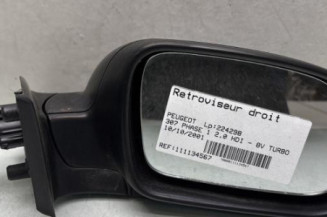 Retroviseur droit
PEUGEOT Lp:224298
307 PHASE 1 2.0 HDI - 8V TURBO
10/10/2001
REF:111134567